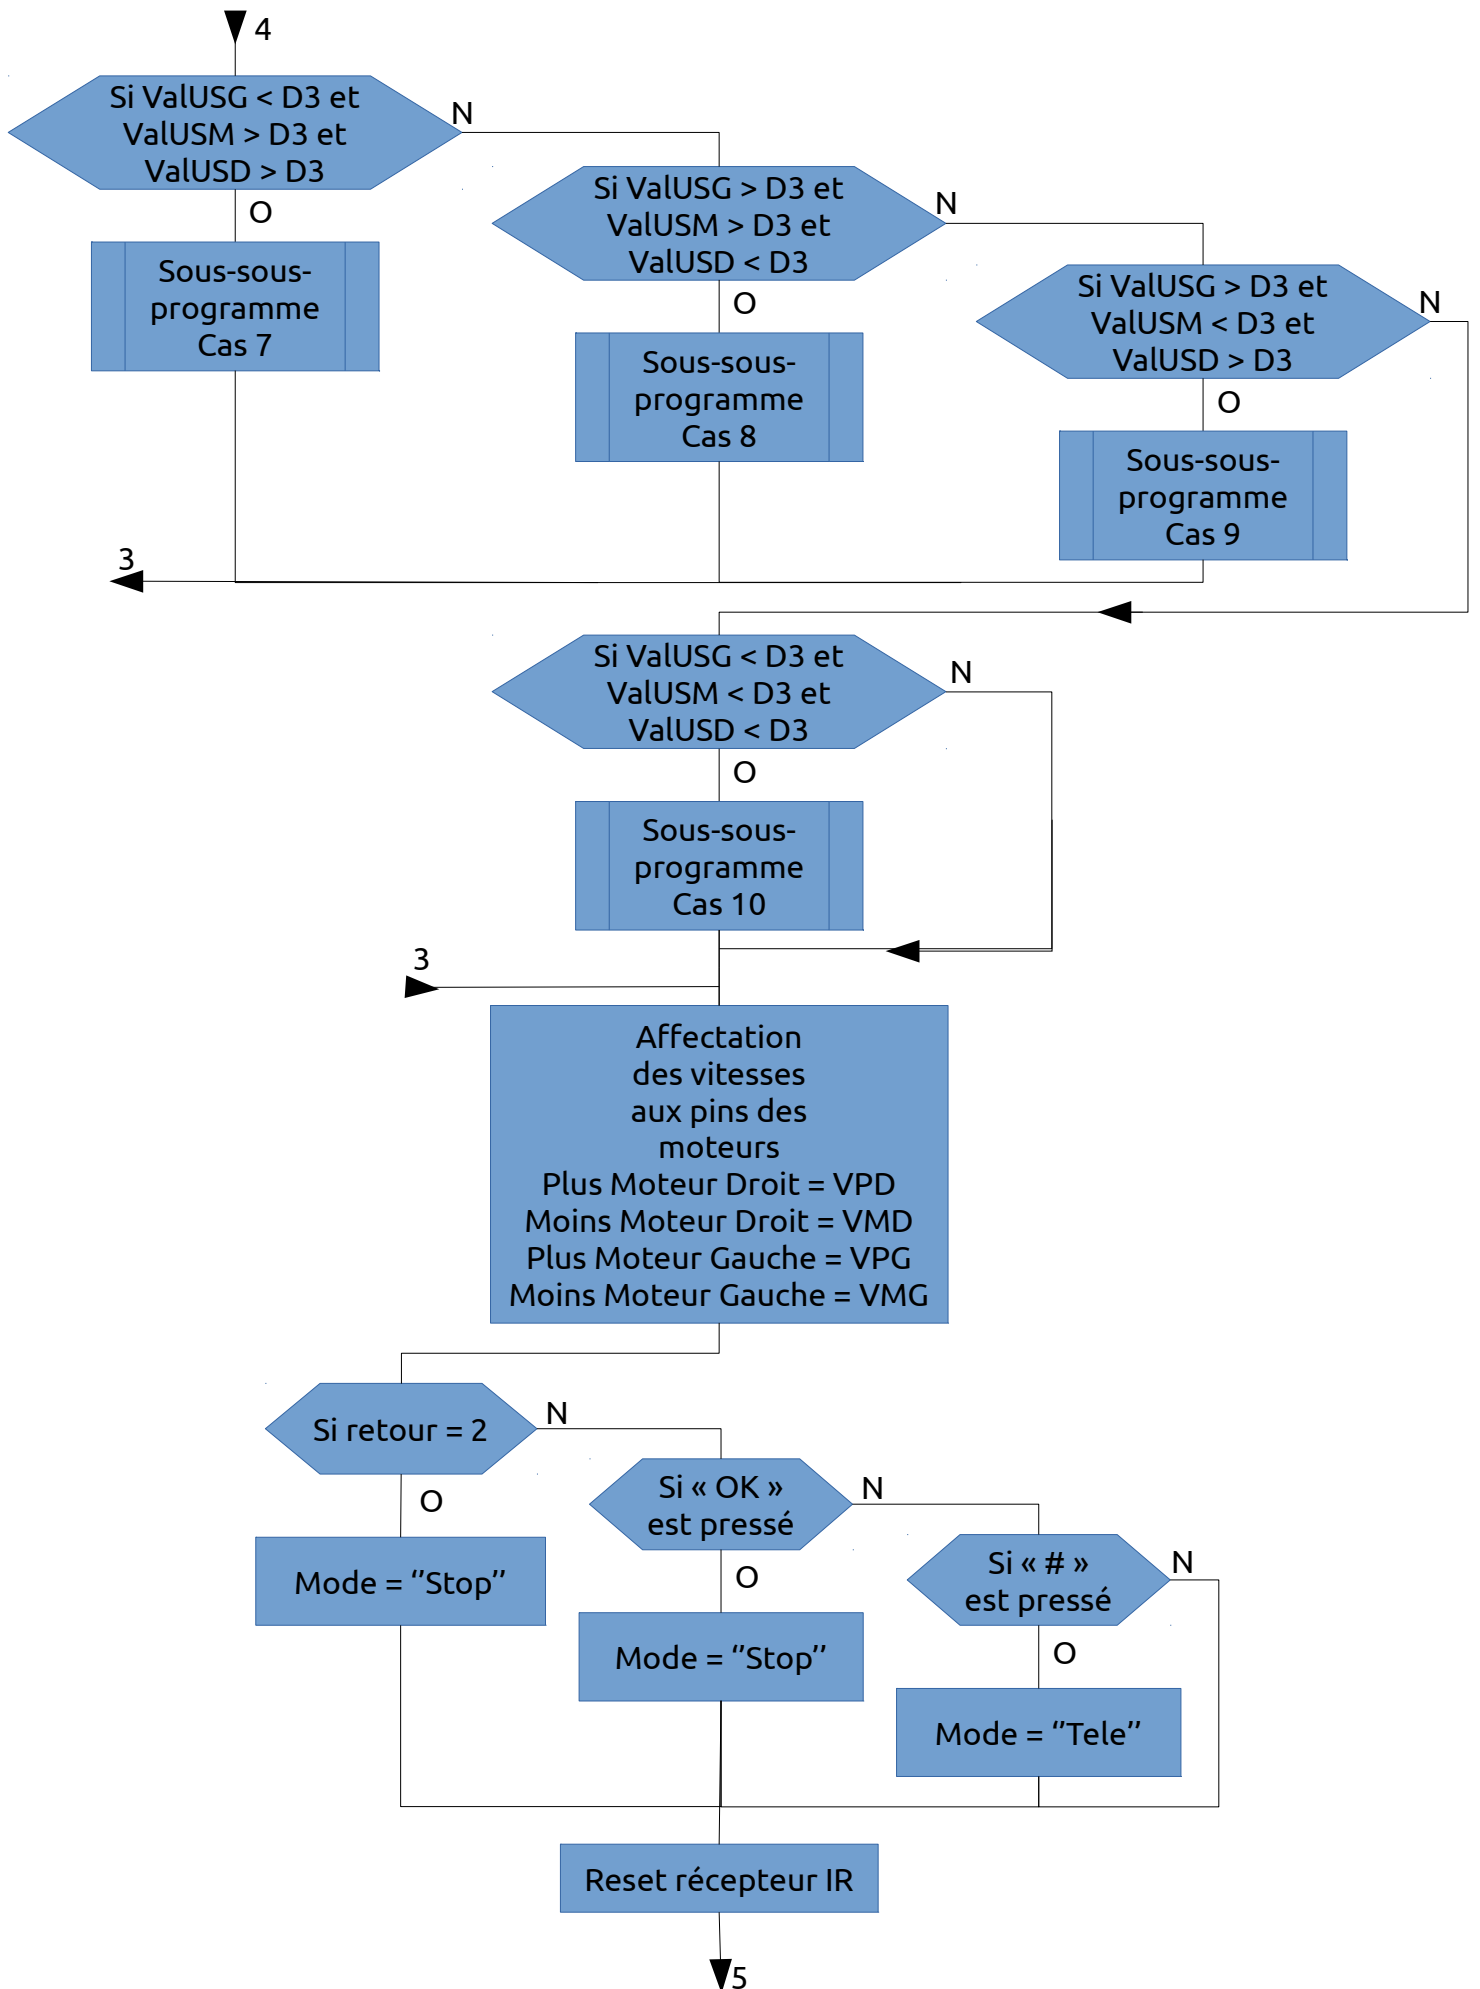 4
Si ValUSG < D3 et
ValUSM > D3 et
ValUSD > D3
N
O
Sous-sous-
programme
Cas 7
Si ValUSG > D3 et
ValUSM > D3 et
ValUSD < D3
N
O
Sous-sous-
programme
Cas 8
Si ValUSG > D3 et
ValUSM < D3 et
ValUSD > D3
N
O
Sous-sous-
programme
Cas 9
3
Si ValUSG < D3 et
ValUSM < D3 et
ValUSD < D3
N
O
Sous-sous-
programme
Cas 10
3
Affectation
des vitesses
aux pins des
moteurs
Plus Moteur Droit = VPD
Moins Moteur Droit = VMD
Plus Moteur Gauche = VPG
Moins Moteur Gauche = VMG
Si retour = 2
N
O
Mode = ‘’Stop’’
Si « OK »
est pressé
N
O
Mode = ‘’Stop’’
Si « # »
est pressé
N
O
Mode = ‘’Tele’’
Reset récepteur IR
5